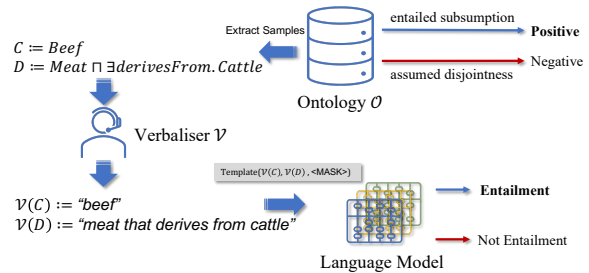 Extract Samples
entailed subsumption
Positive
Negative
assumed disjointness
Ontology 𝒪
C ≔ Beef
D ≔ Meat ⊓ ∃derivesFrom.Cattle
Verbaliser 𝒱
Template(𝒱(C), 𝒱(D) , <MASK>)
𝒱(C) ≔ “beef”
𝒱(D) ≔ “meat that derives from cattle”
Entailment
Not Entailment
Language Model